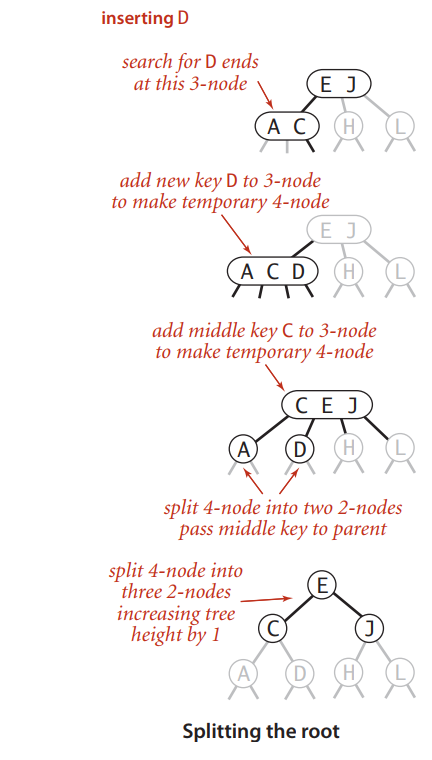 inserting D
search for D ends
at this 3-node
E J
A C
H
L
add new key D to 3-node
to make temporary 4-node
E J
A C D
H
L
add middle key C to 3-node
to make temporary 4-node
C E J
A
D
H
L
split 4-node into two 2-nodes
pass middle key to parent
split 4-node into
three 2-nodes
increasing tree
height by 1
E
C
J
A
D
H
L
Splitting the root